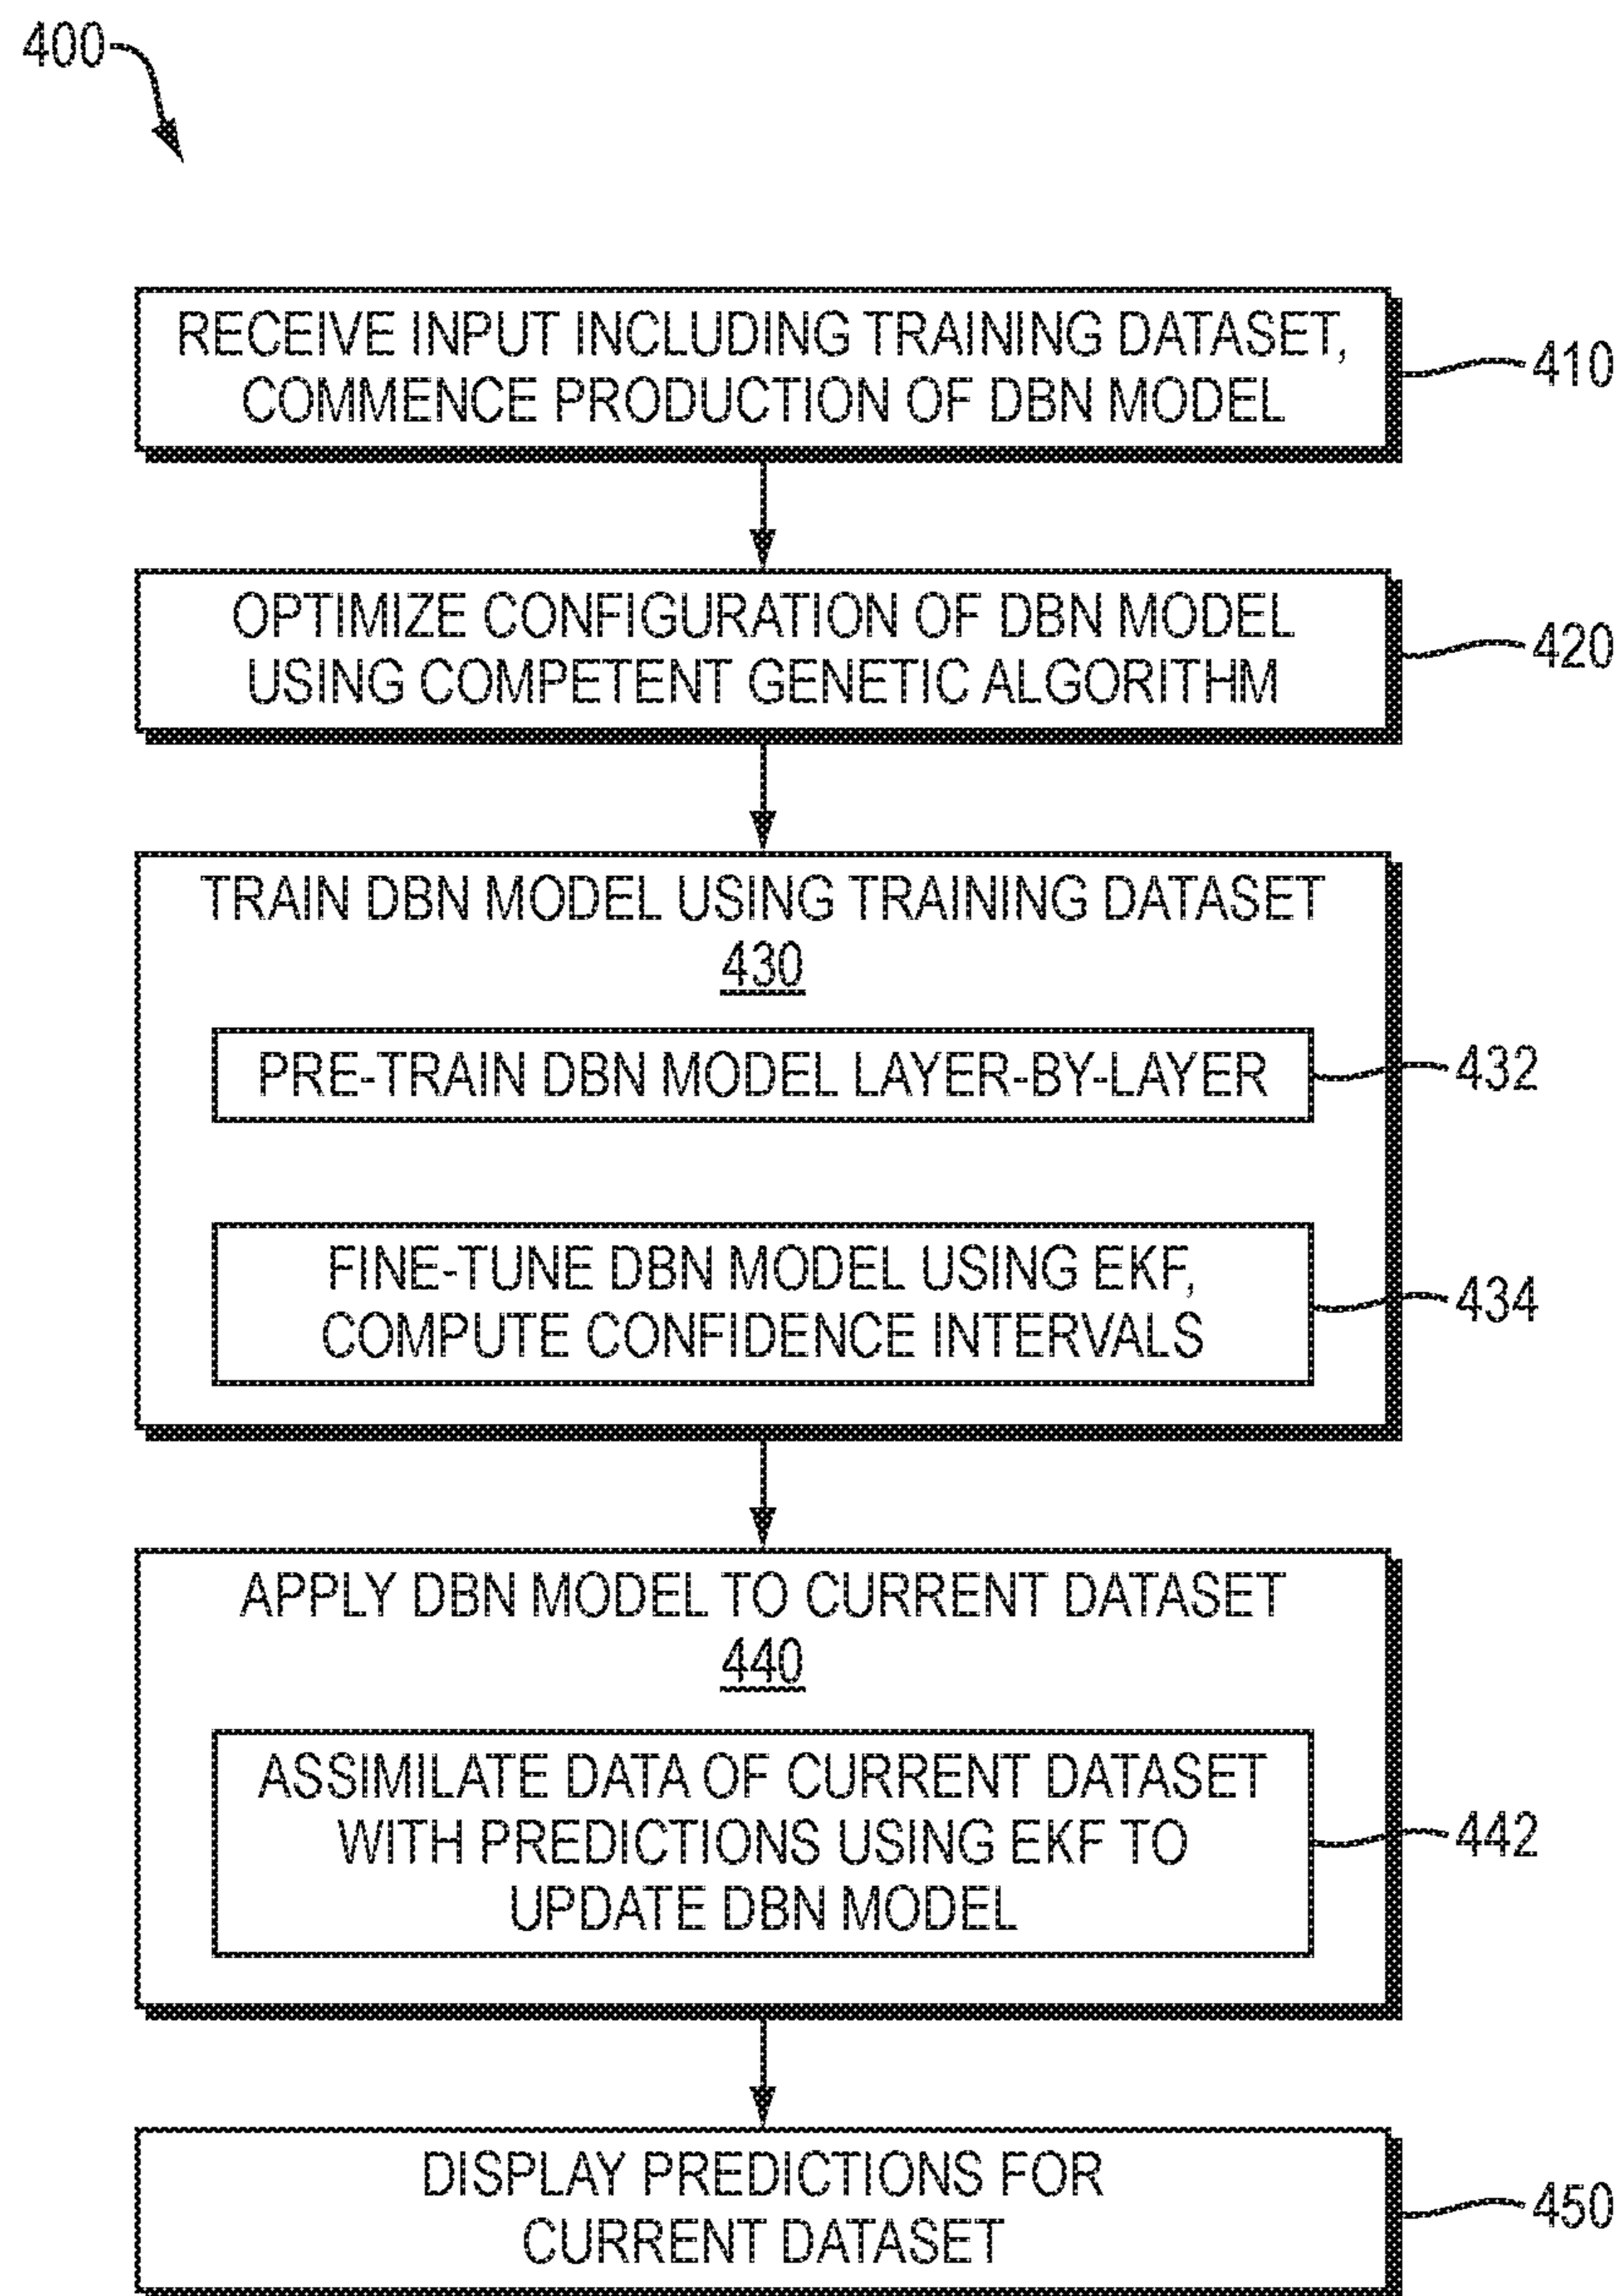 400
RECEIVE INPUT INCLUDING TRAINING DATASET,
COMMENCE PRODUCTION OF DBN MODEL
410
OPTIMIZE CONFIGURATION OF DBN MODEL
USING COMPETENT GENETIC ALGORITHM
420
TRAIN DBN MODEL USING TRAINING DATASET
430
PRE-TRAIN DBN MODEL LAYER-BY-LAYER
432
FINE-TUNE DBN MODEL USING EKF,
COMPUTE CONFIDENCE INTERVALS
434
APPLY DBN MODEL TO CURRENT DATASET
440
ASSIMILATE DATA OF CURRENT DATASET
WITH PREDICTIONS USING EKF TO
UPDATE DBN MODEL
442
DISPLAY PREDICTIONS FOR
CURRENT DATASET
450